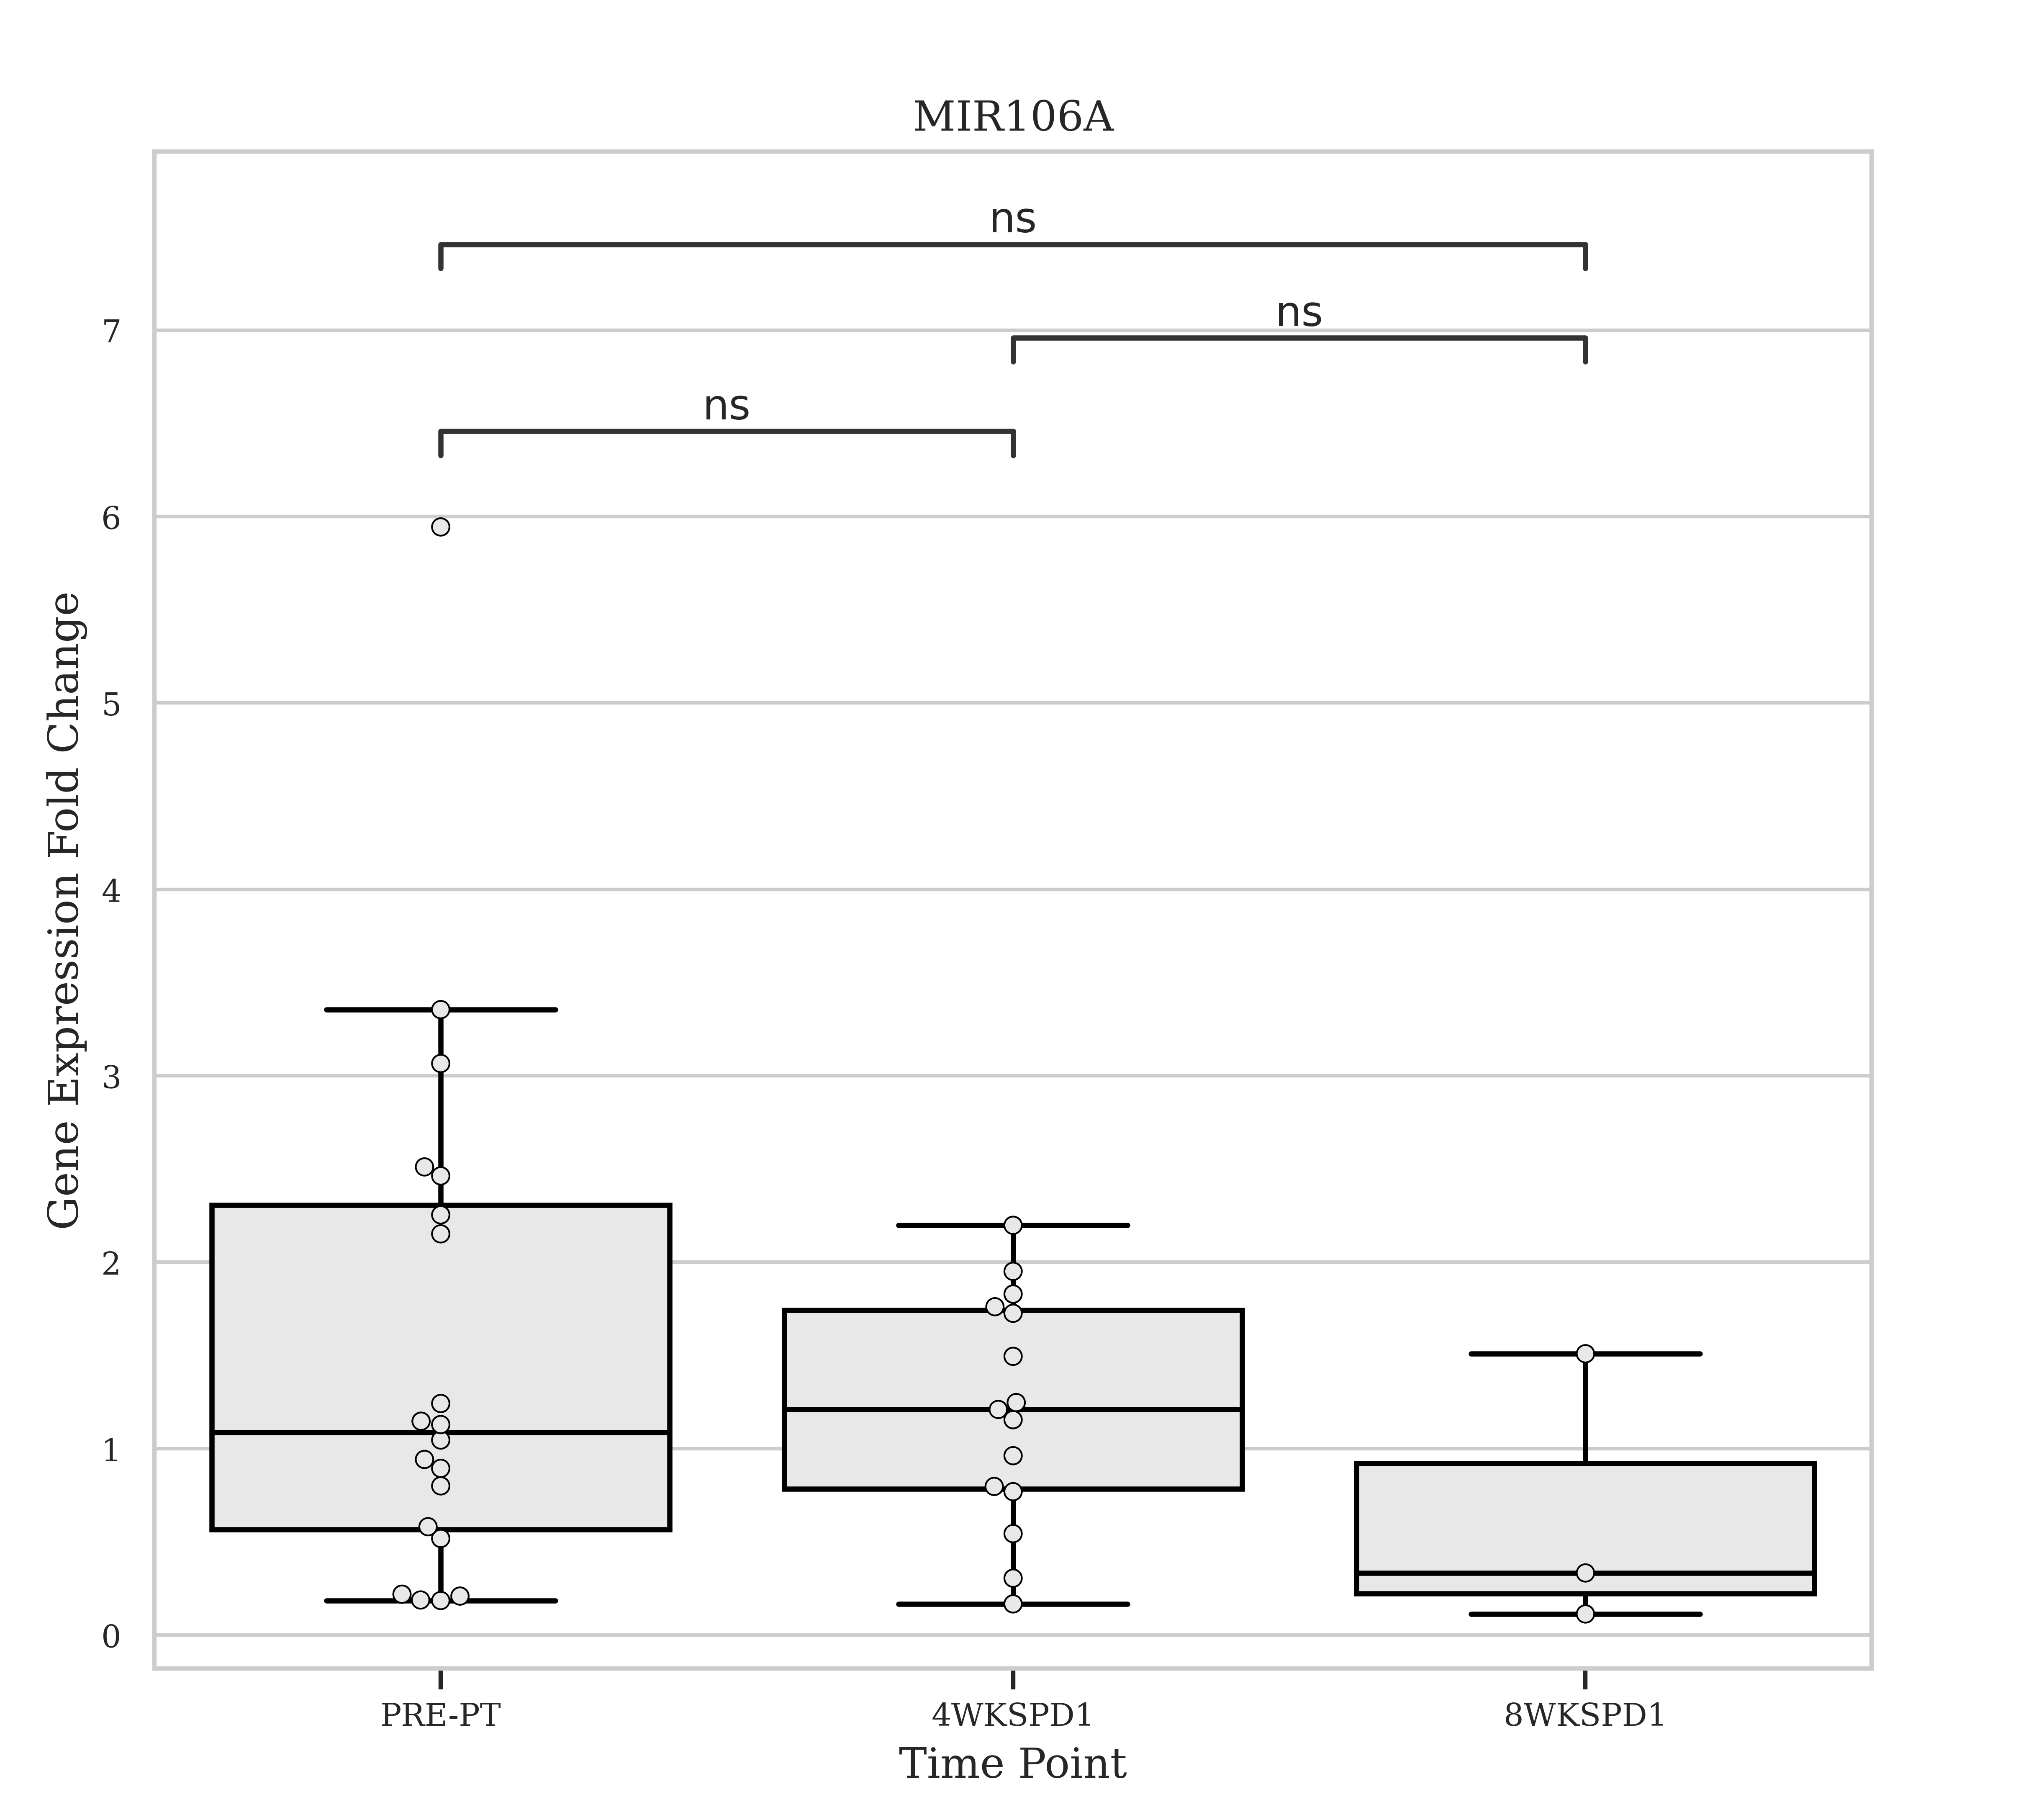 MIR106A
ns
ns
ns
Gene Expression Fold Change
7
6
5
4
3
2
1
0
PRE-PT
4WKSPD1
8WKSPD1
Time Point